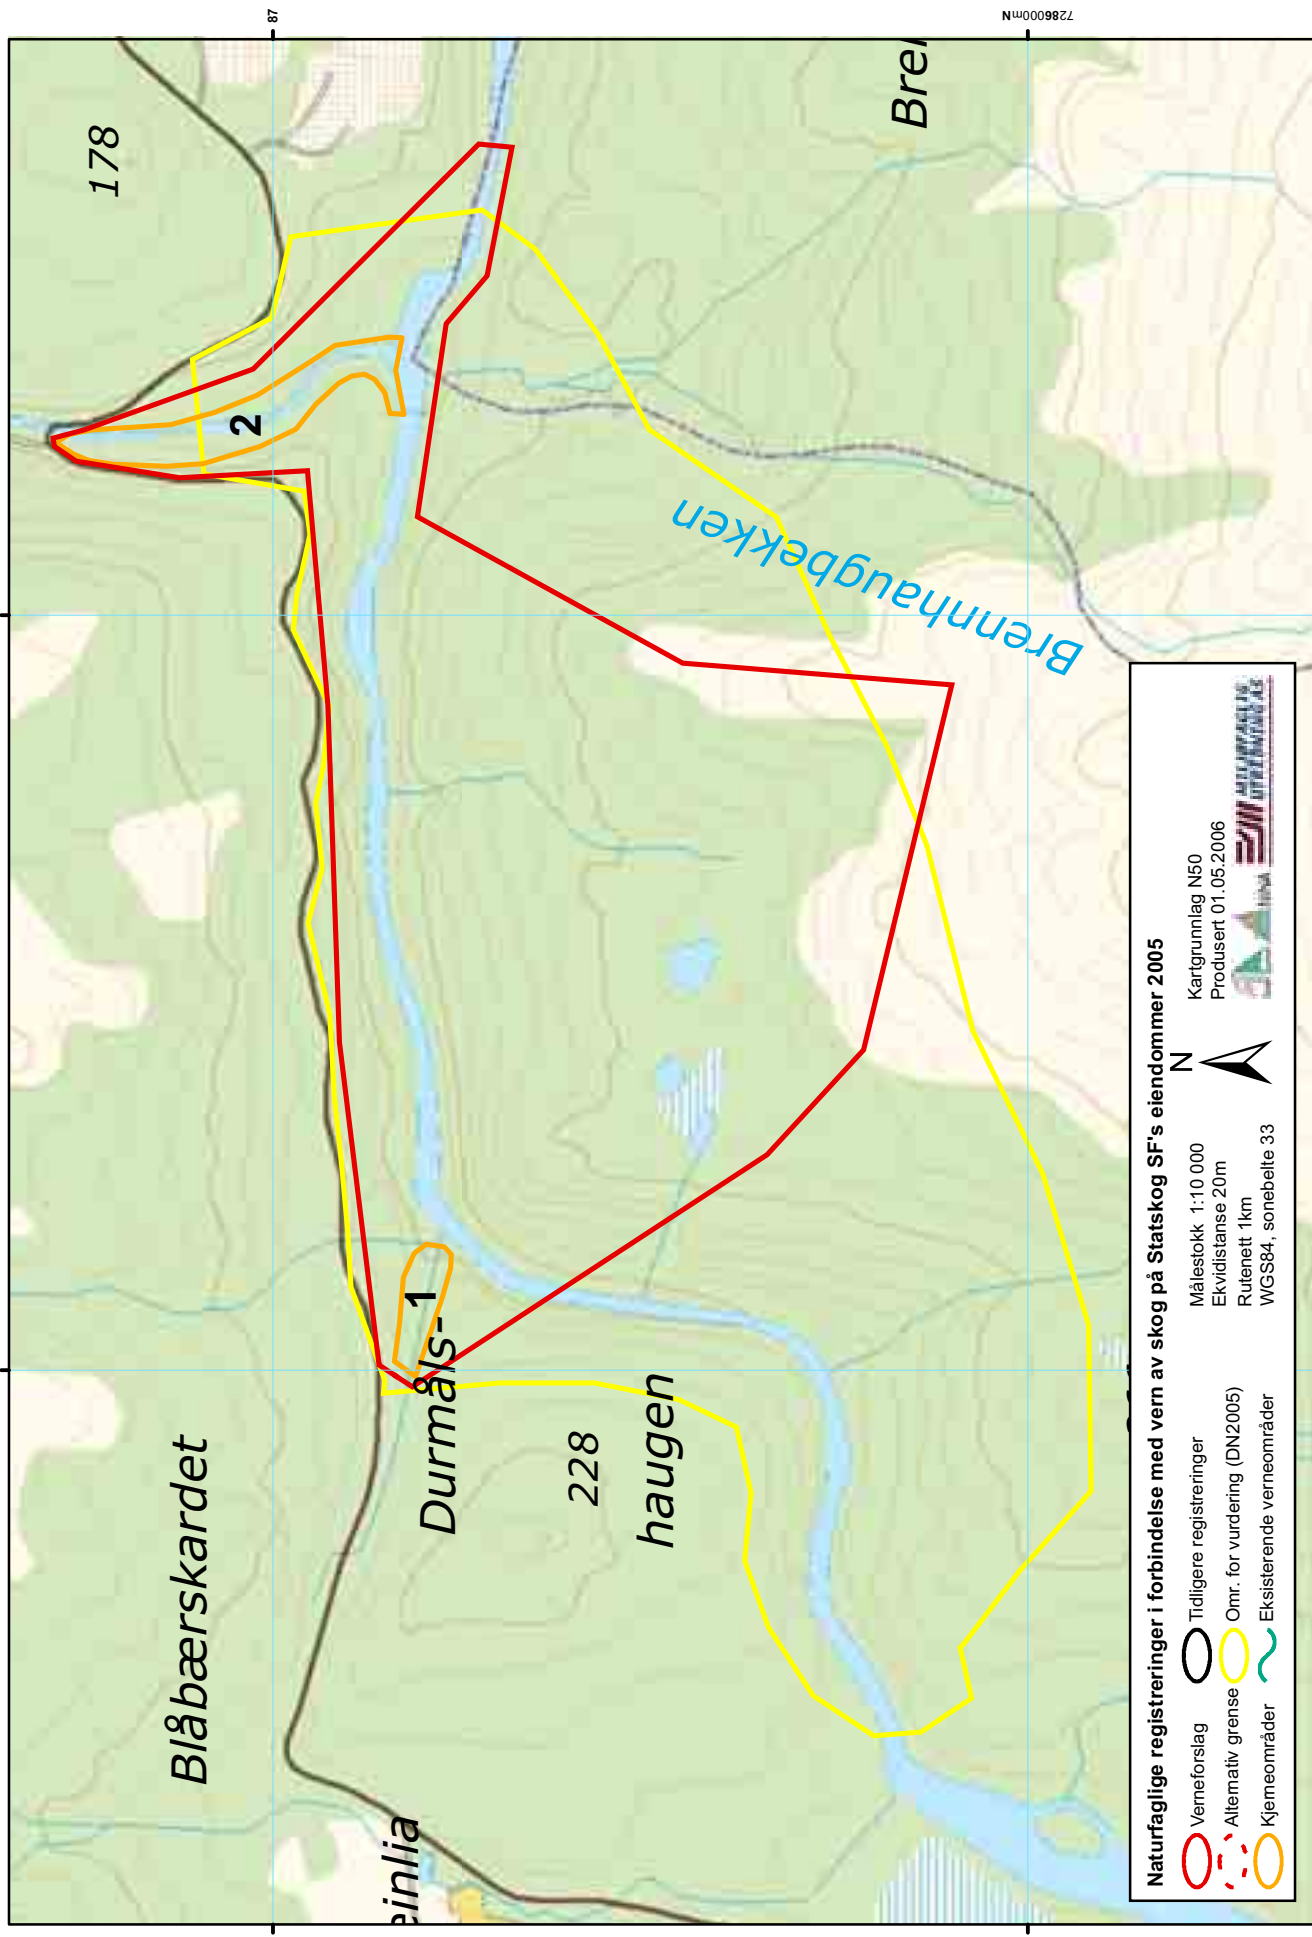 178
Brei
87
7286000mN
2
Brennhaugbekken
Blåbærskardet
Durmåls-
1
228
haugen
einlia
Naturfaglige registreringer i forbindelse med vern av skog på Statskog SF's eiendommer 2005
Verneforslag
Alternativ grense
Kjerneområder
Tidligere registreringer
Omr. for vurdering (DN2005)
Eksisterende verneområder
Målestokk 1:10 000
Ekvidistanse 20m
Rutenett 1km
WGS84, sonebelte 33
N
Kartgrunnlag N50
Produsert 01.05.2006
NINA